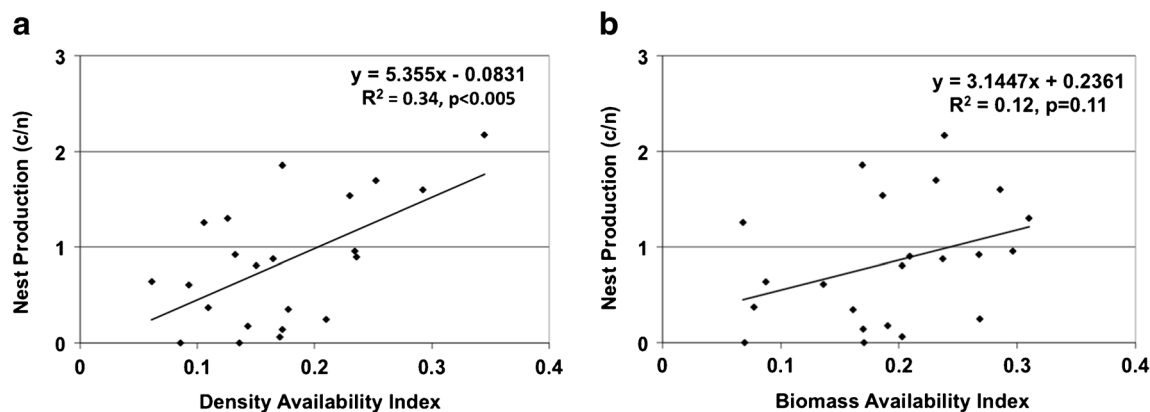 a
y = 5.355x - 0.0831
R² = 0.34, p<0.005
Nest Production (c/n)
3
2
1
0
0 0.1 0.2 0.3 0.4
Density Availability Index
b
y = 3.1447x + 0.2361
R² = 0.12, p=0.11
Nest Production (c/n)
3
2
1
0
0 0.1 0.2 0.3 0.4
Biomass Availability Index